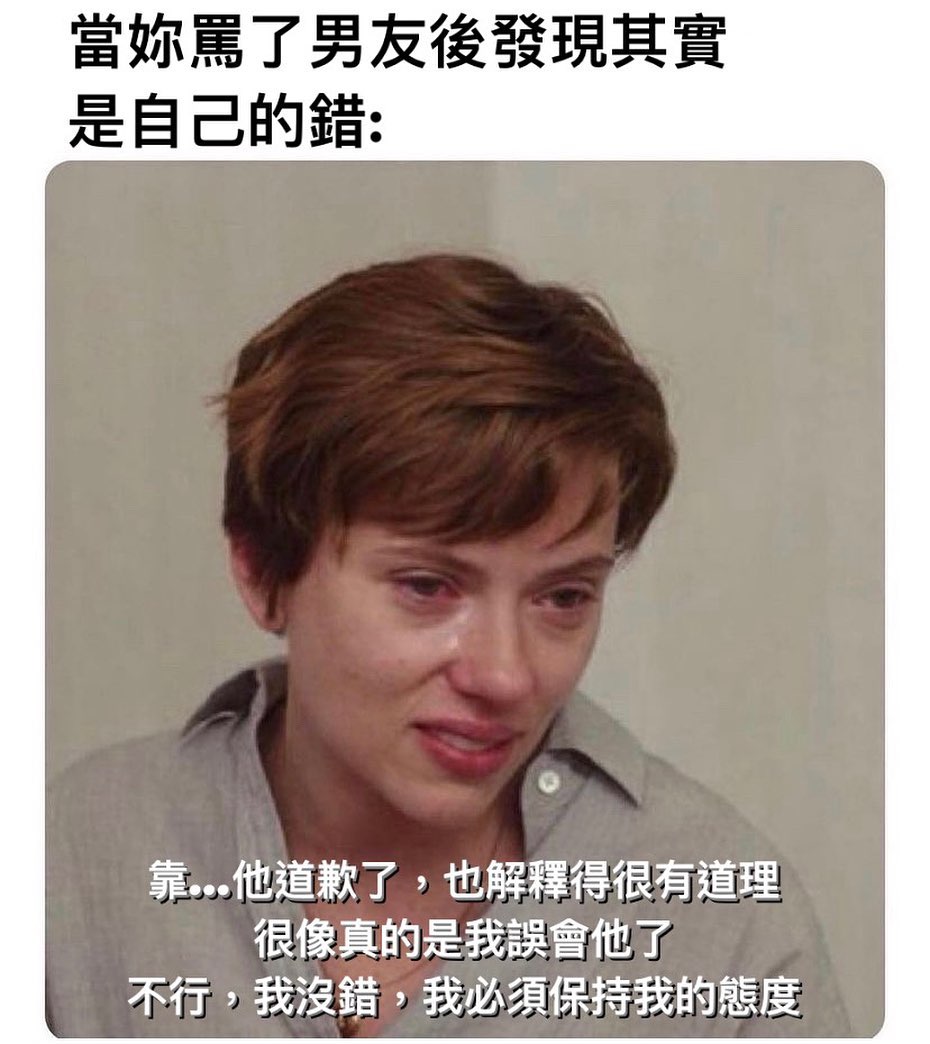 當妳罵了男友後發現其實
是自己的錯:
靠...他道歉了，也解釋得很有道理
很像真的是我誤會他了
不行，我沒錯，我必須保持我的態度